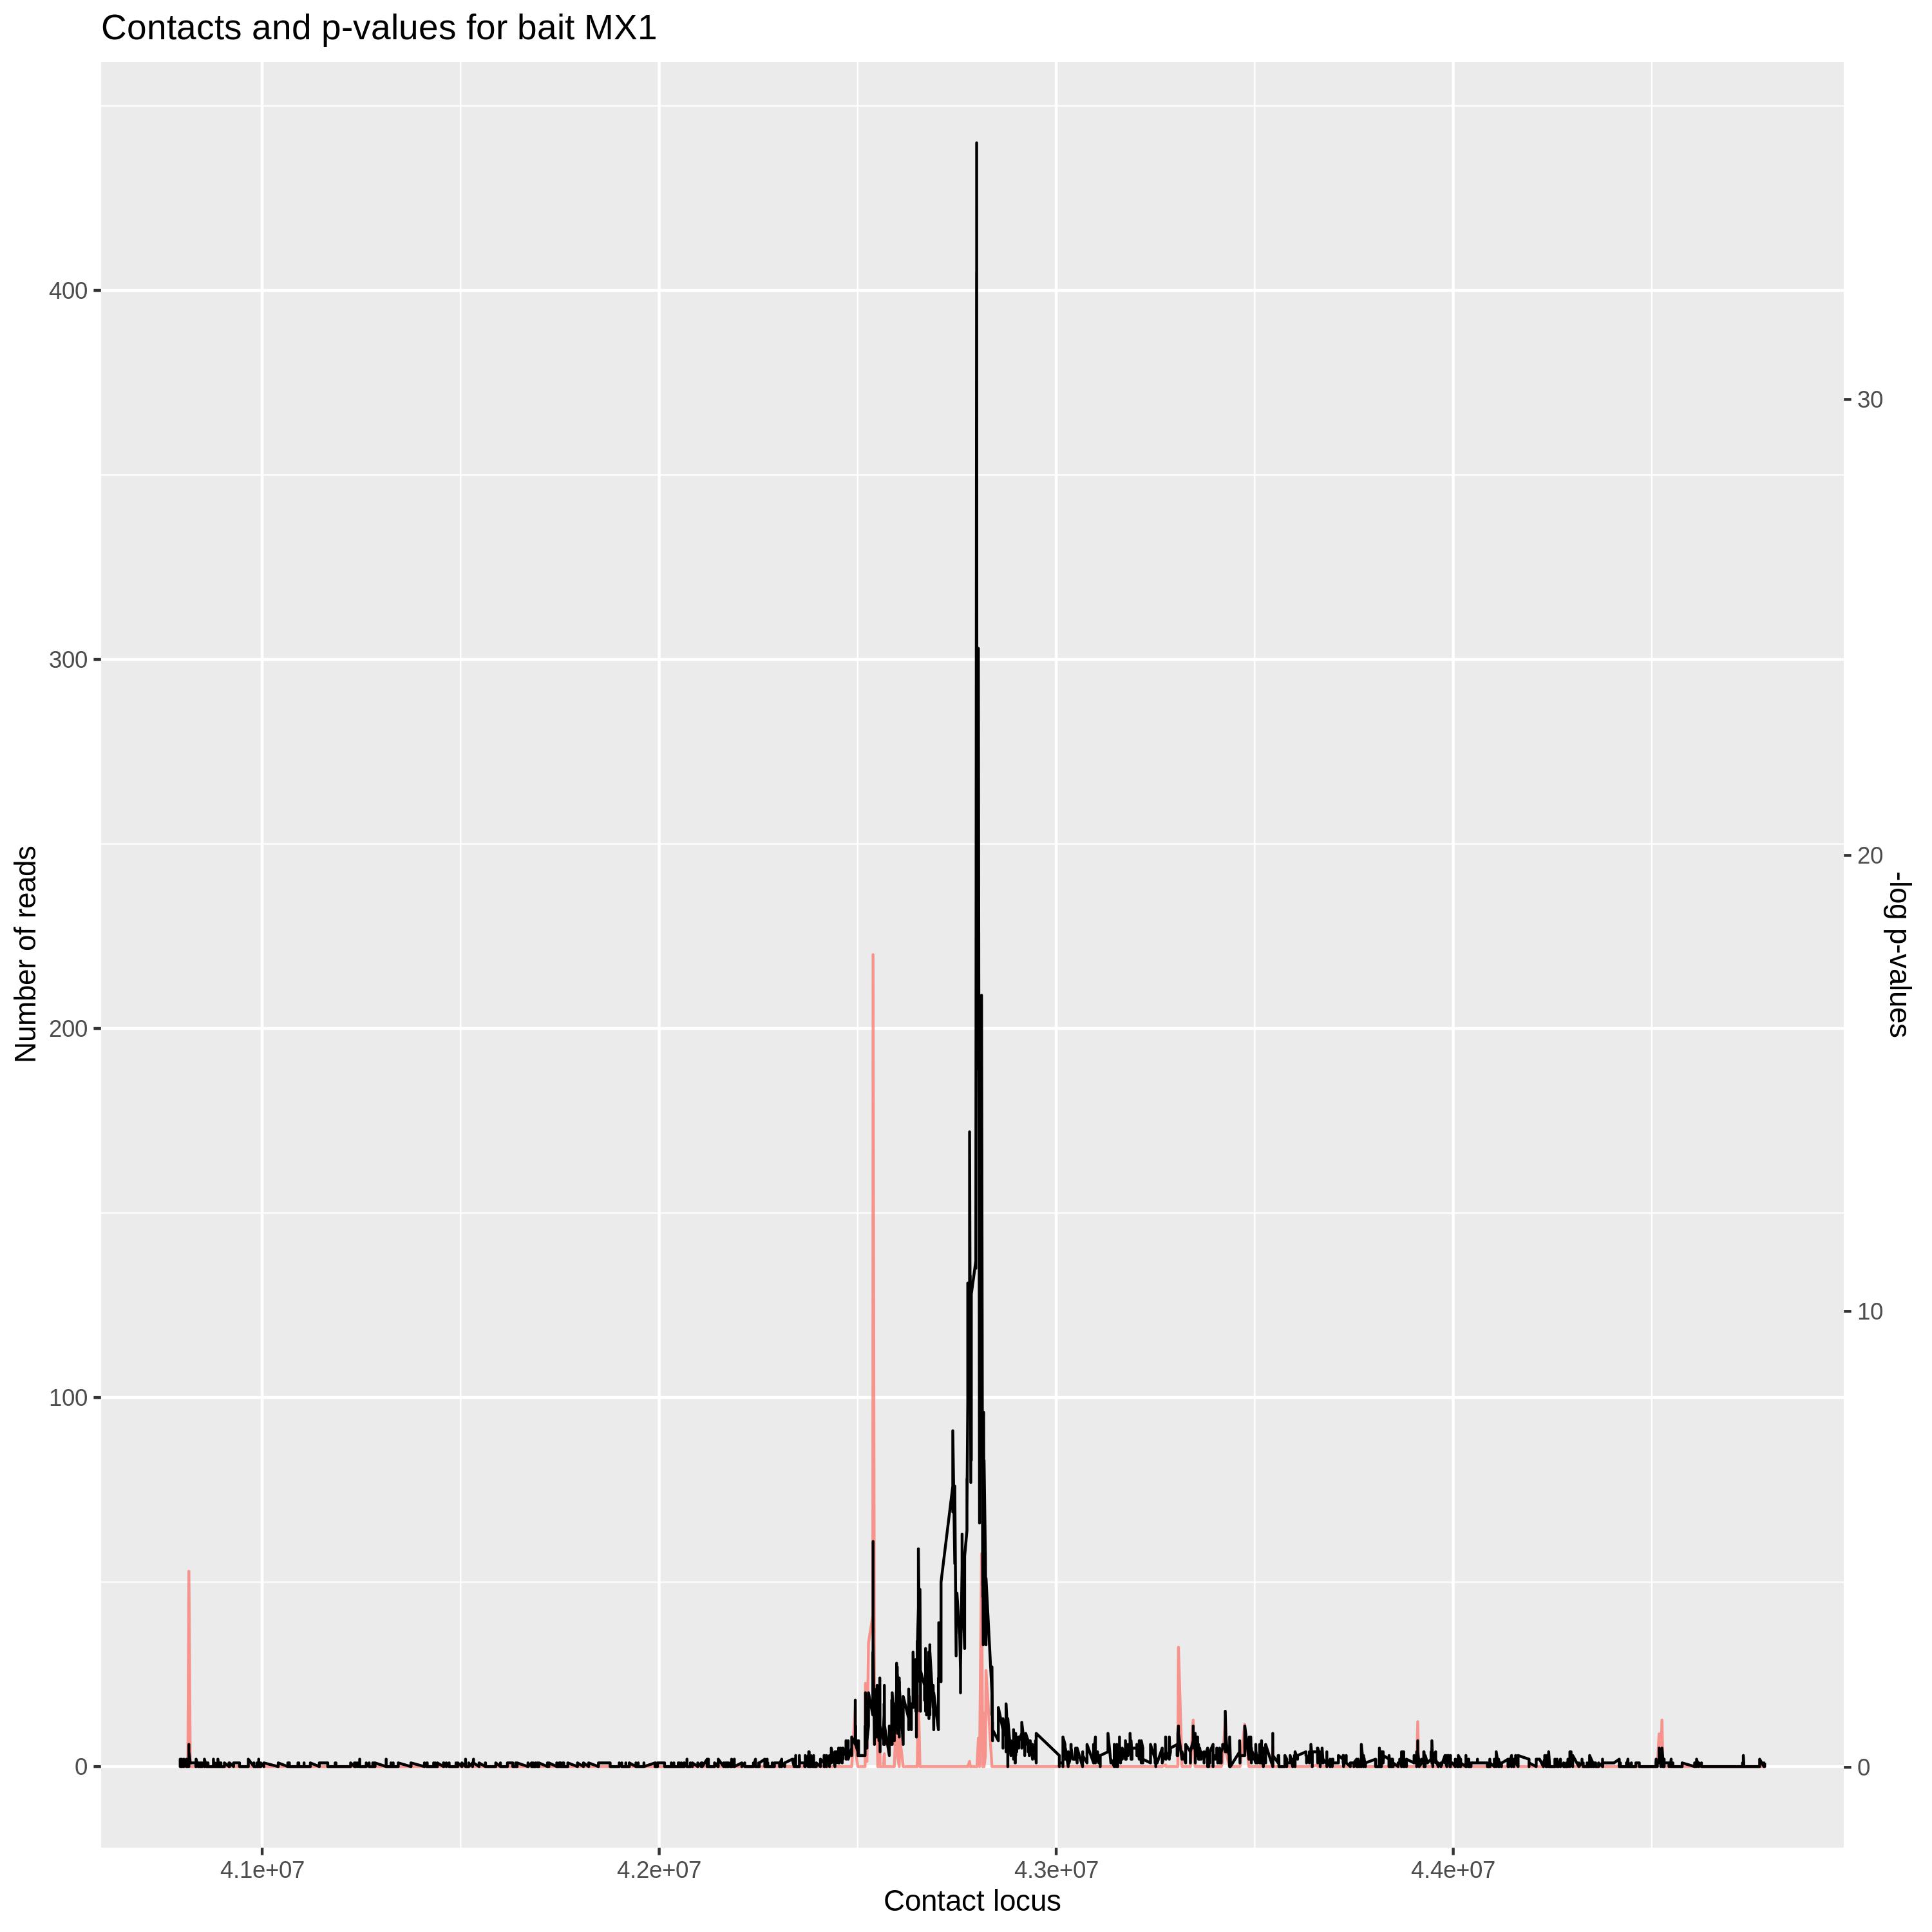 Contacts and p-values for bait MX1
Number of reads
400
300
200
100
0
30
20
10
0
-log p-values
4.1e+07 4.2e+07 4.3e+07 4.4e+07
Contact locus